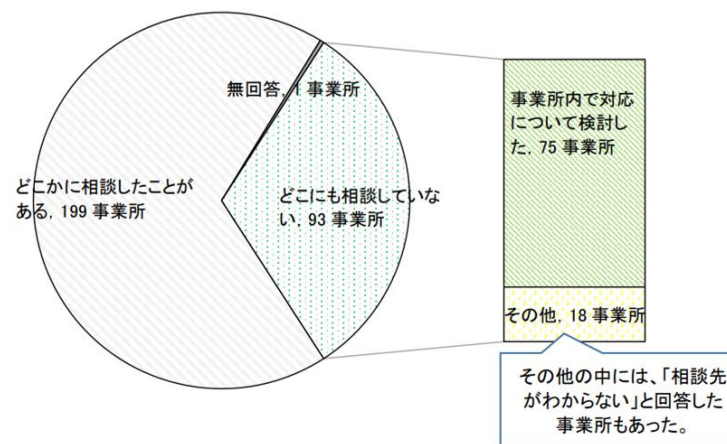 無回答, 1 事業所
どこかに相談したことが
ある, 199 事業所
どこにも相談していな
い, 93 事業所
事業所内で対応
について検討し
た, 75 事業所
その他, 18 事業所
その他の中には、「相談先
がわからない」と回答した
事業所もあった。